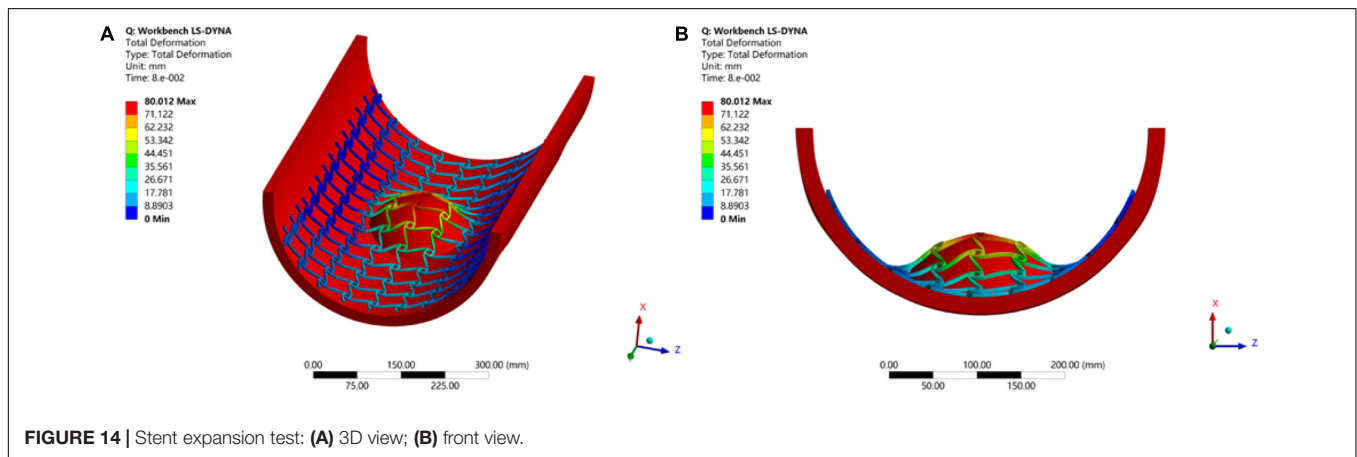 A
Q: Workbench LS-DYNA
Total Deformation
Type: Total Deformation
Unit: mm
Time: 8.e-002
80.012 Max
71.122
62.232
53.342
44.451
35.561
26.671
17.781
8.8903
0 Min
X
Z
0.00 150.00 300.00 (mm)
75.00 225.00
B
Q: Workbench LS-DYNA
Total Deformation
Type: Total Deformation
Unit: mm
Time: 8.e-002
80.012 Max
71.122
62.232
53.342
44.451
35.561
26.671
17.781
8.8903
0 Min
X
Z
0.00 100.00 200.00 (mm)
50.00 150.00
FIGURE 14 | Stent expansion test: (A) 3D view; (B) front view.